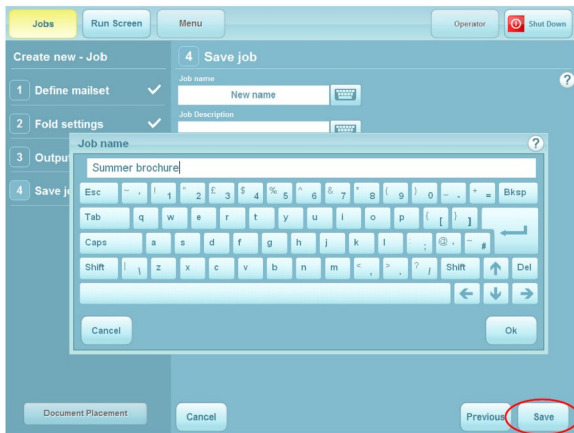 Jobs Run Screen Menu Operator Shut Down
Create new - Job
4 Save job
?
Job name
New name
1 Define mailset
Job Description
2 Fold settings
Job name ?
3 Outpu
Summer brochure
4 Save j
Esc ¬ ` ! 1 " 2 £ 3 $ 4 % 5 ^ 6 & 7 * 8 ( 9 ) 0 _ - + = Bksp
Tab q w e r t y u i o p { [ } ]
Caps a s d f g h j k l : ; @ ' ~ #
Shift | \ z x c v b n m < , > . ? / Shift ↑ Del
← ↓ →
Cancel Ok
Document Placement Cancel Previous Save